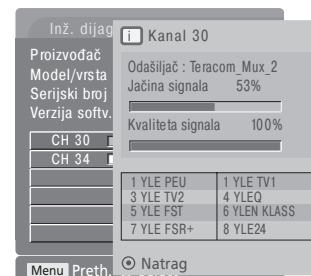 Inž. dijag
Proizvođač
Model/vrsta
Serijski broj
Verzija softv.
CH 30
CH 34
Menu Preth.
i Kanal 30
Odašiljač : Teracom_Mux_2
Jačina signala 53%
Kvaliteta signala 100%
1 YLE PEU 1 YLE TV1
3 YLE TV2 4 YLEQ
5 YLE FST 6 YLEN KLASS
7 YLE FSR+ 8 YLE24
Natrag